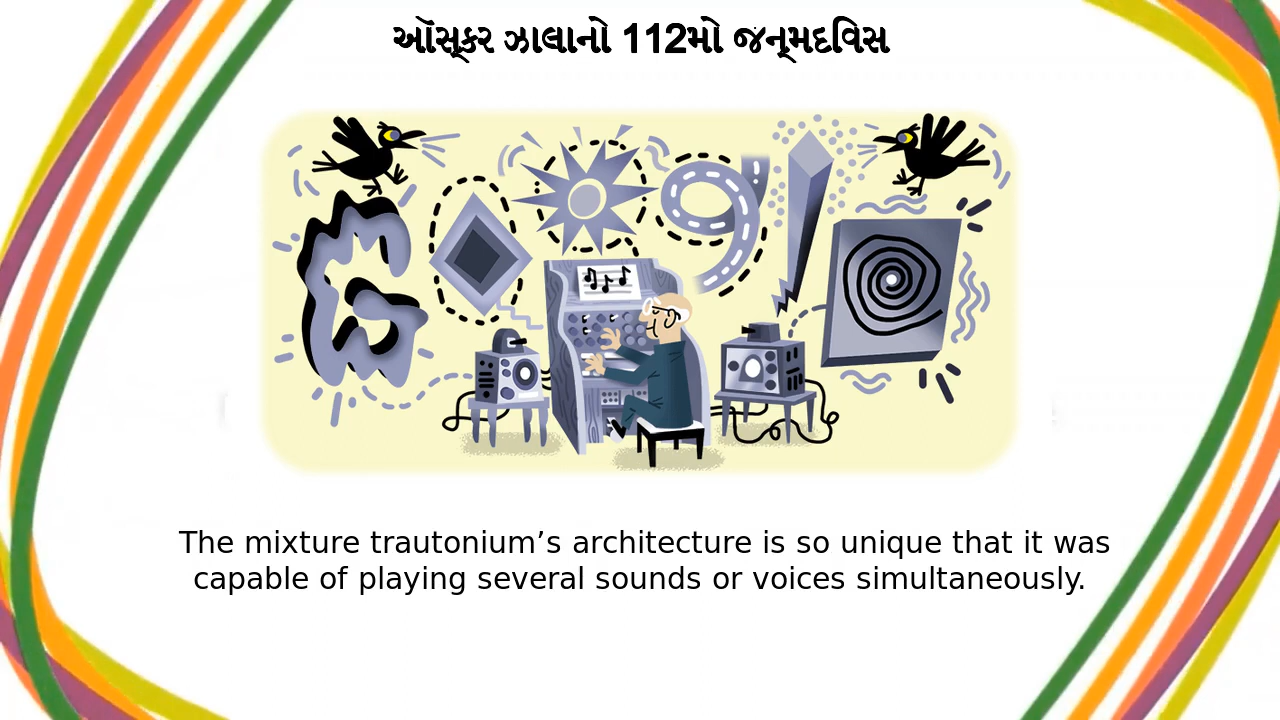 ઑસ્કર ઝાલાનો 112મો જન્મદિવસ
The mixture trautonium’s architecture is so unique that it was
capable of playing several sounds or voices simultaneously.